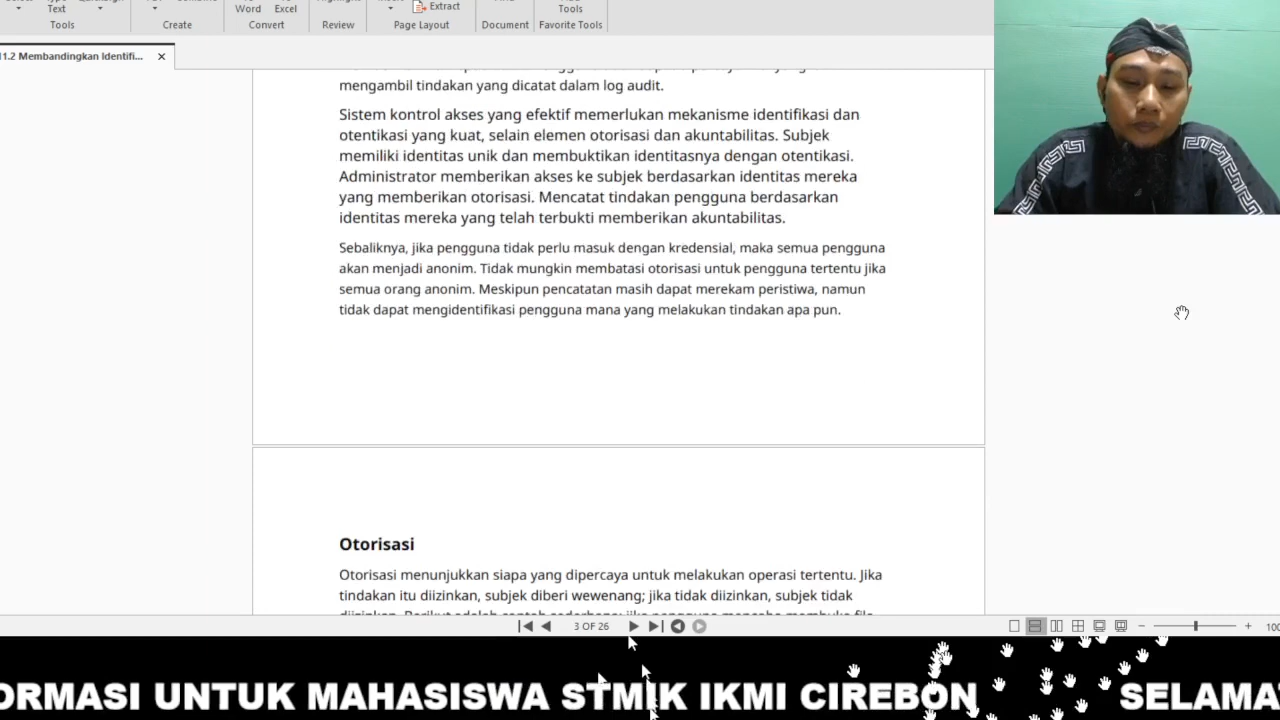 Text
Word
Excel
Extract
Tools
Tools
Create
Convert
Review
Page Layout
Document
Favorite Tools
1.2 Membandingkan Identifi...
mengambil tindakan yang dicatat dalam log audit.
Sistem kontrol akses yang efektif memerlukan mekanisme identifikasi dan
otentikasi yang kuat, selain elemen otorisasi dan akuntabilitas. Subjek
memiliki identitas unik dan membuktikan identitasnya dengan otentikasi.
Administrator memberikan akses ke subjek berdasarkan identitas mereka
yang memberikan otorisasi. Mencatat tindakan pengguna berdasarkan
identitas mereka yang telah terbukti memberikan akuntabilitas.
Sebaliknya, jika pengguna tidak perlu masuk dengan kredensial, maka semua pengguna
akan menjadi anonim. Tidak mungkin membatasi otorisasi untuk pengguna tertentu jika
semua orang anonim. Meskipun pencatatan masih dapat merekam peristiwa, namun
tidak dapat mengidentifikasi pengguna mana yang melakukan tindakan apa pun.
Otorisasi
Otorisasi menunjukkan siapa yang dipercaya untuk melakukan operasi tertentu. Jika
tindakan itu diizinkan, subjek diberi wewenang; jika tidak diizinkan, subjek tidak
3 OF 26
100
ORMASI UNTUK MAHASISWA STMIK IKMI CIREBON SELAMAT